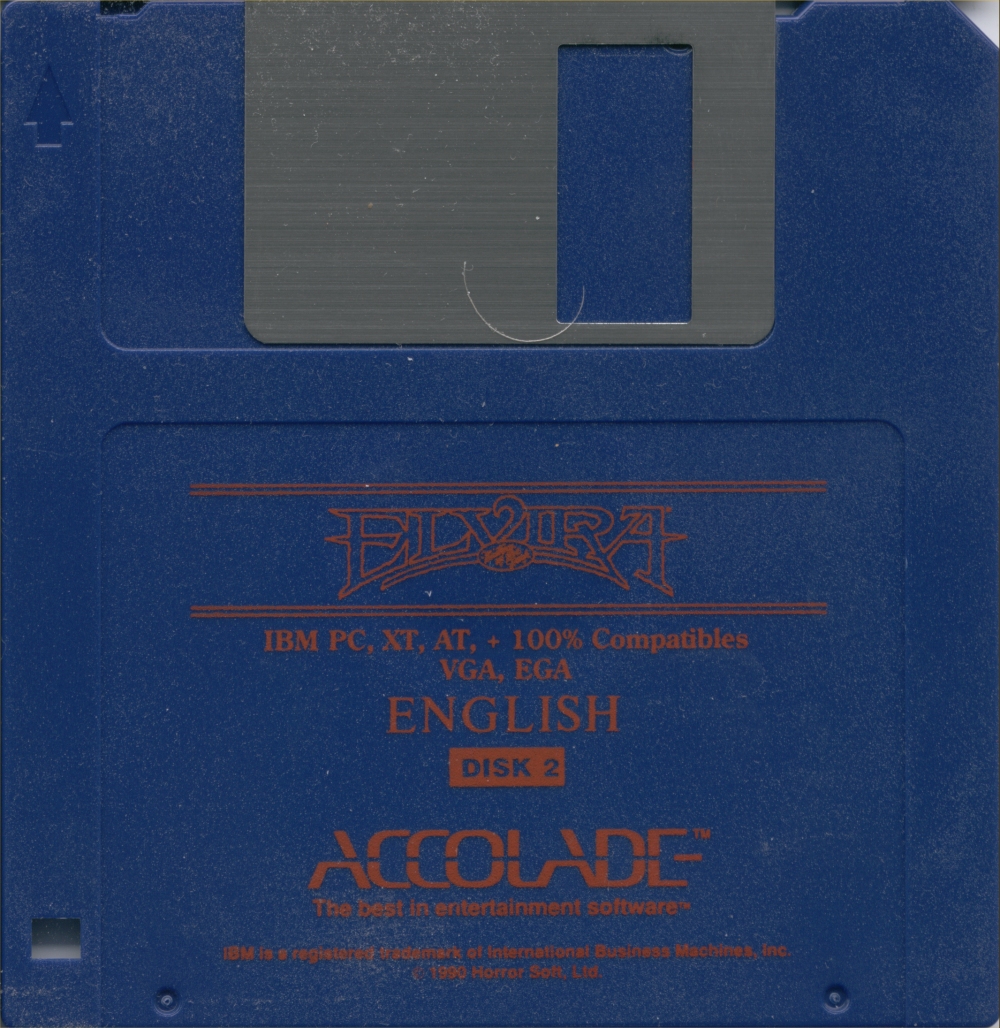 ELVIRA
2
IBM PC, XT, AT, + 100% Compatibles
VGA, EGA
ENGLISH
DISK 2
ACCOLADE™
The best in entertainment software™
IBM is a registered trademark of International Business Machines, Inc.
© 1990 Horror Soft, Ltd.